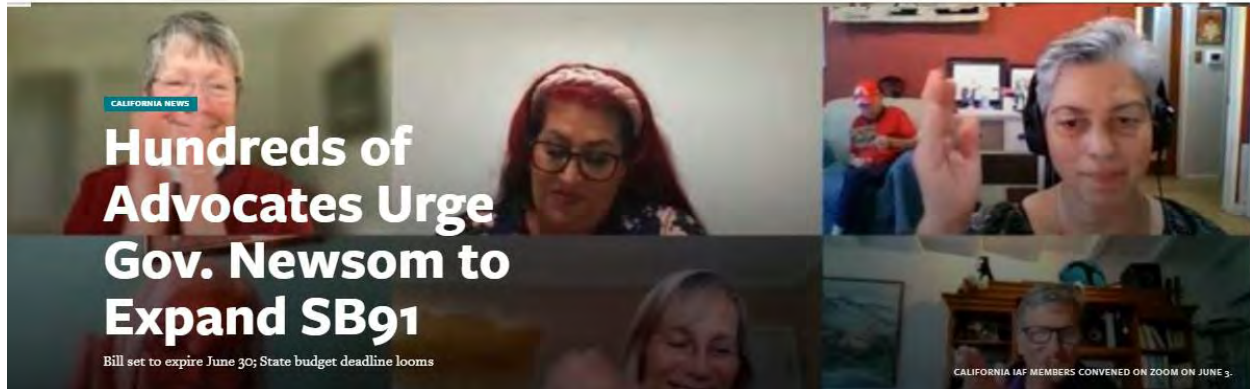 CALIFORNIA NEWS
Hundreds of
Advocates Urge
Gov. Newsom to
Expand SB91
Bill set to expire June 30; State budget deadline looms
CALIFORNIA IAF MEMBERS CONVENED ON ZOOM ON JUNE 3.